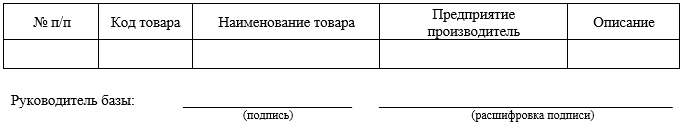 № п/п Код товара Наименование товара Предприятие производитель Описание
Руководитель базы:
(подпись) (расшифровка подписи)